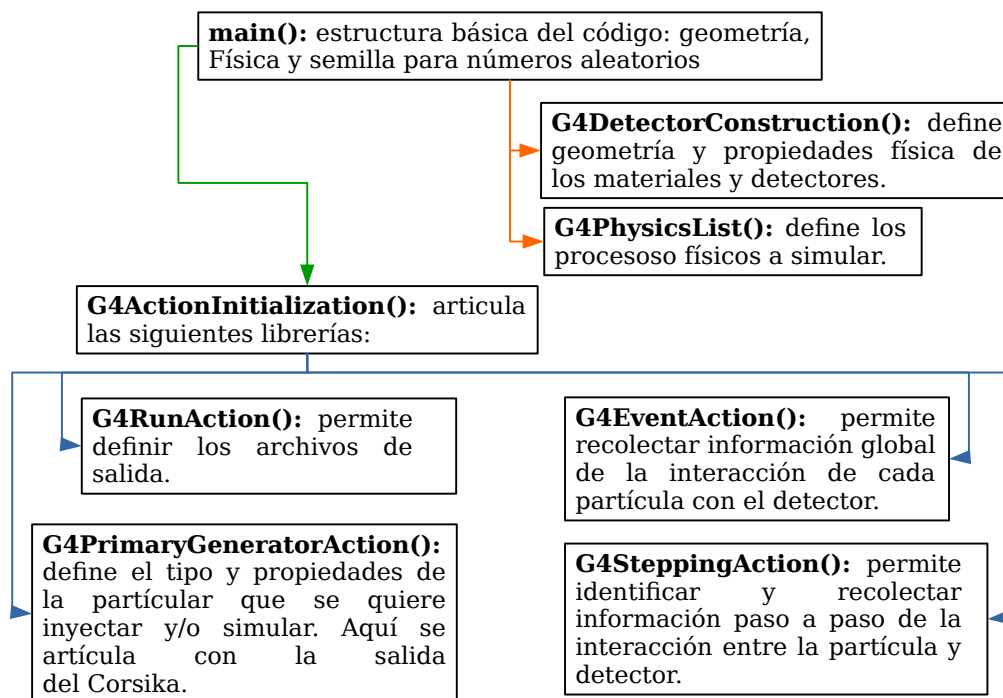 main(): estructura básica del código: geometría,
Física y semilla para números aleatorios
G4DetectorConstruction(): define
geometría y propiedades física de
los materiales y detectores.
G4PhysicsList(): define los
procesoso físicos a simular.
G4ActionInitialization(): articula
las siguientes librerías:
G4RunAction(): permite
definir los archivos de
salida.
G4EventAction(): permite
recolectar información global
de la interacción de cada
partícula con el detector.
G4PrimaryGeneratorAction():
define el tipo y propiedades de
la partícular que se quiere
inyectar y/o simular. Aquí se
artícula con la salida
del Corsika.
G4SteppingAction(): permite
identificar y recolectar
información paso a paso de la
interacción entre la partícula y
detector.